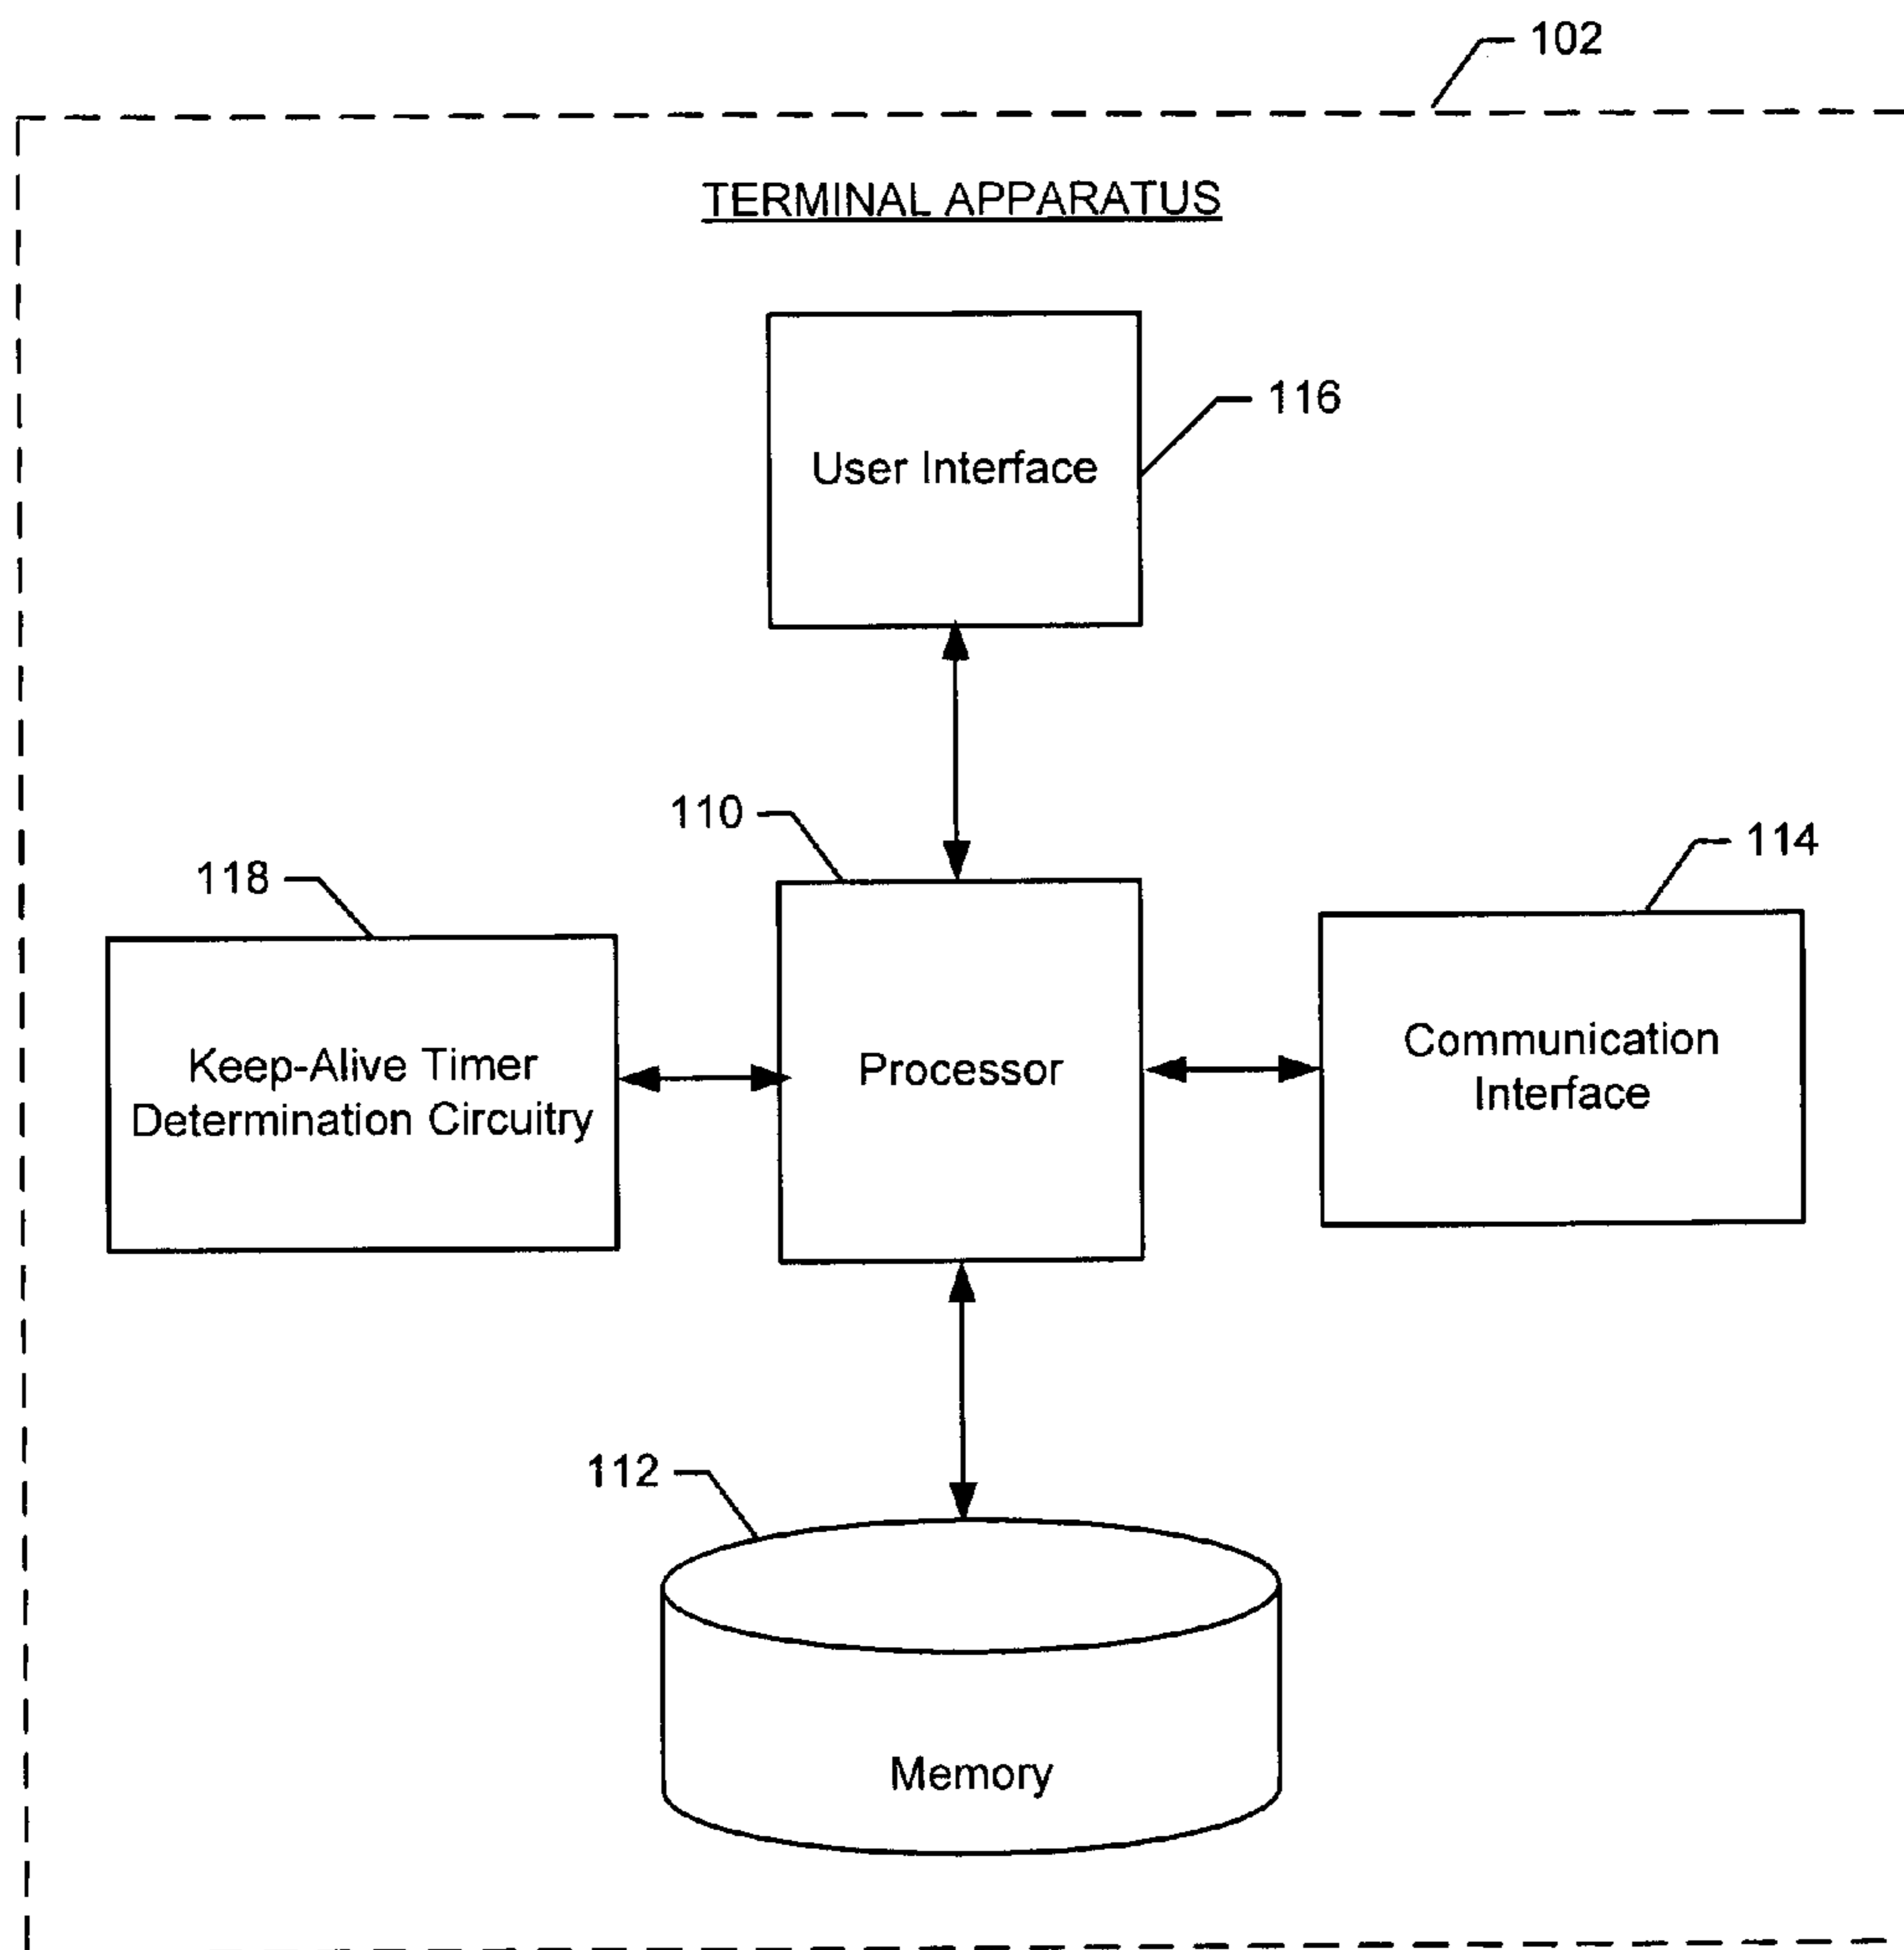 102
TERMINAL APPARATUS
116
User Interface
110
114
118
Keep-Alive Timer
Determination Circuitry
Processor
Communication
Interface
112
Memory